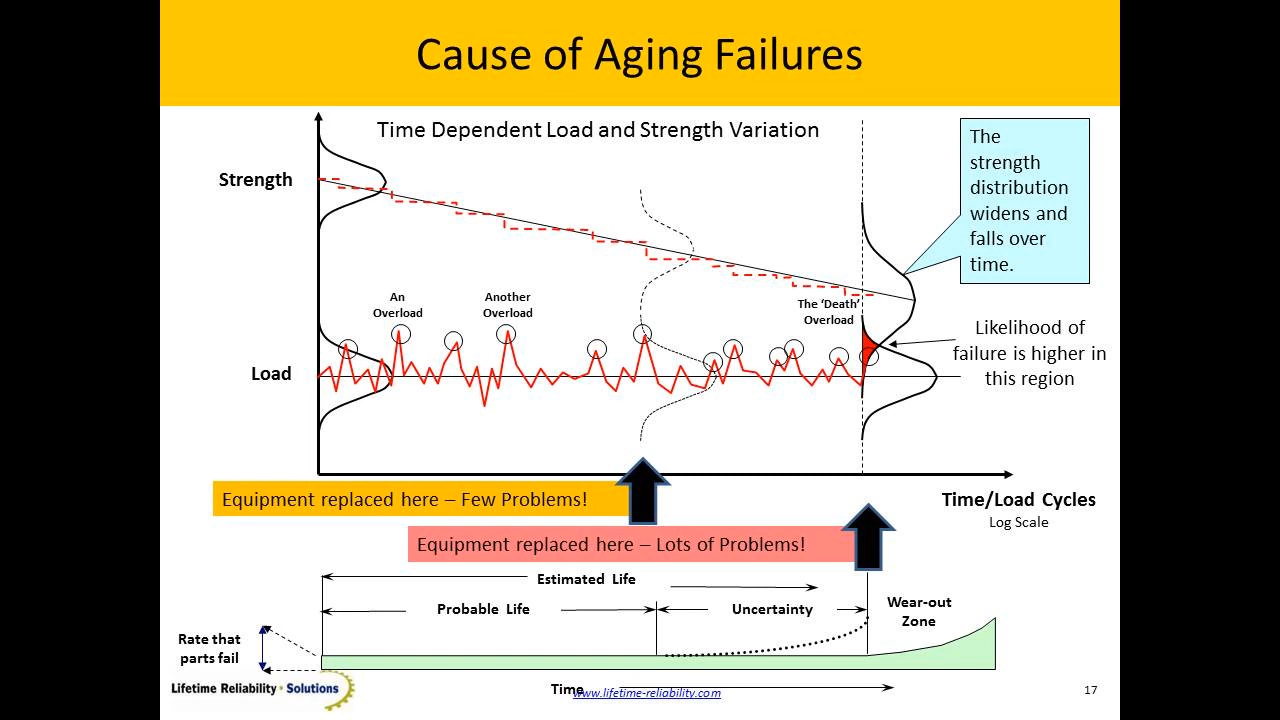 Cause of Aging Failures
Time Dependent Load and Strength Variation
Strength
The
strength
distribution
widens and
falls over
time.
An
Overload
Another
Overload
The ‘Death’
Overload
Likelihood of
failure is higher in
this region
Load
Equipment replaced here – Few Problems!
Time/Load Cycles
Log Scale
Equipment replaced here – Lots of Problems!
Estimated Life
Probable Life
Uncertainty
Wear-out
Zone
Rate that
parts fail
Lifetime Reliability • Solutions
Time
www.lifetime-reliability.com
17